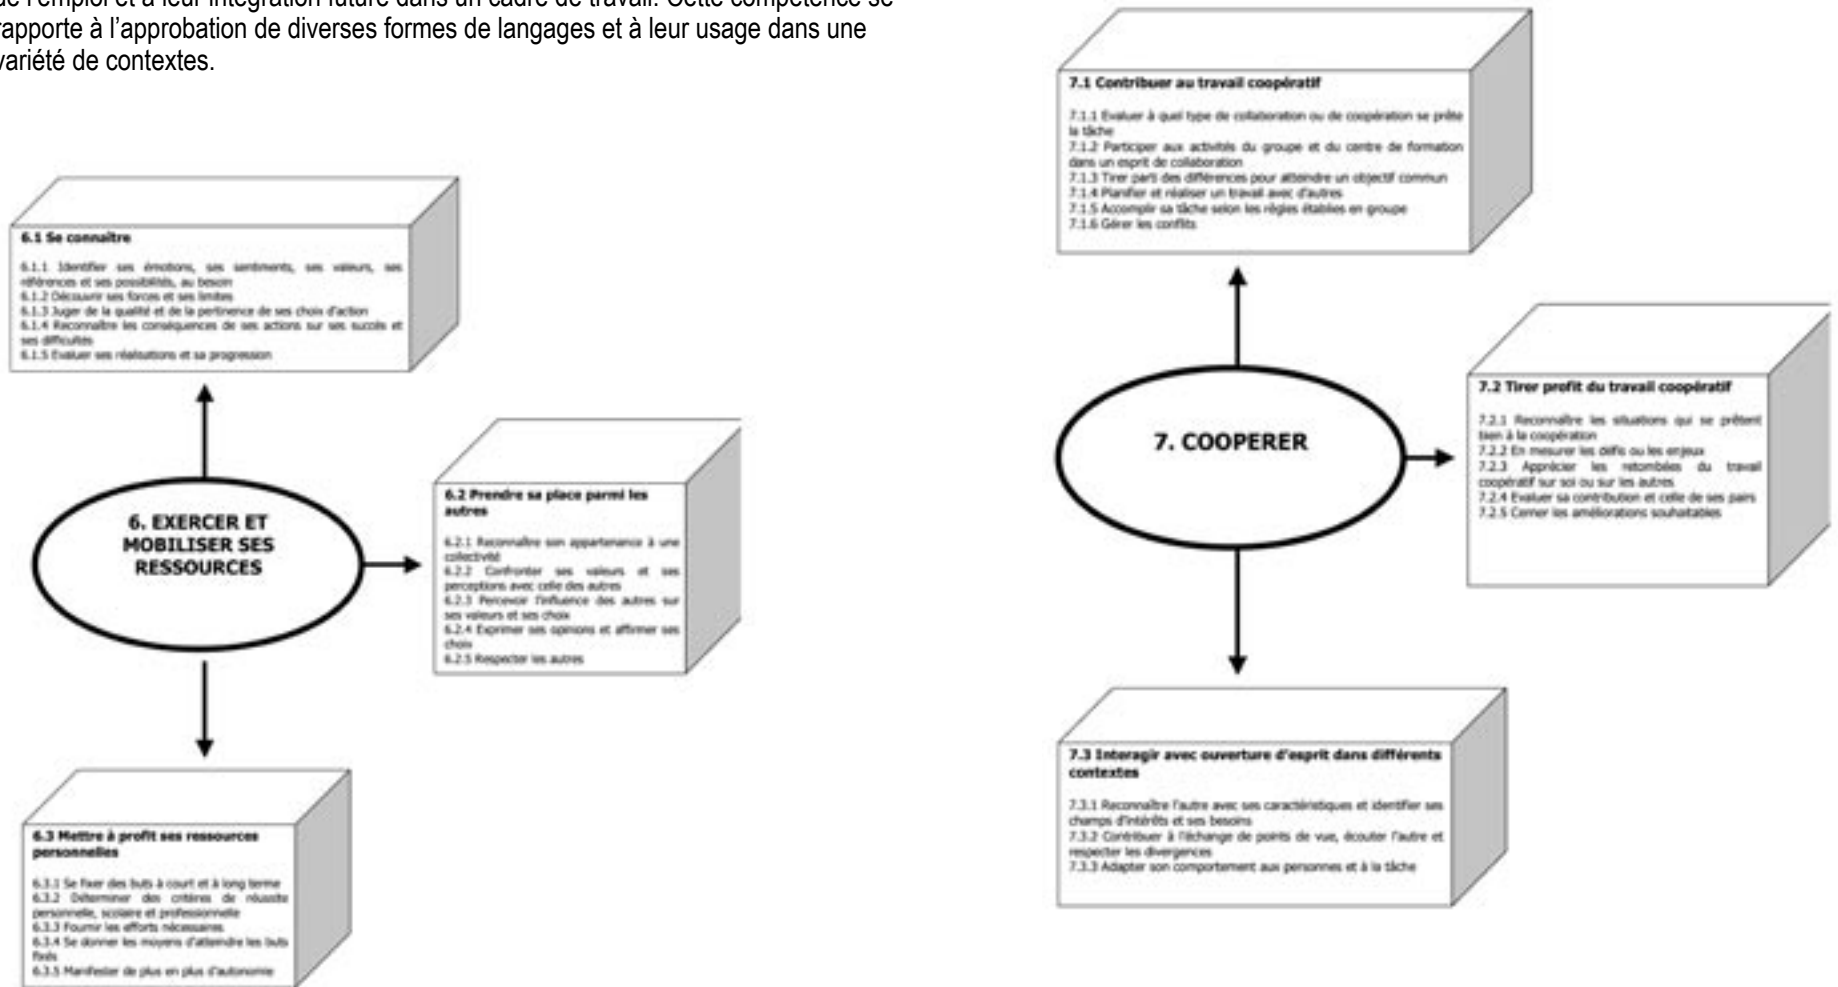 de l'emploi et à leur intégration future dans un cadre de travail. Cette compétence se
rapporte à l'approbation de diverses formes de langages et à leur usage dans une
variété de contextes.
6.1 Se connaître
6.1.1 Identifier ses émotions, ses sentiments, ses valeurs, ses
références et ses possibilités, au besoin
6.1.2 Découvrir ses forces et ses limites
6.1.3 Juger de la qualité et de la pertinence de ses choix d'action
6.1.4 Reconnaître les conséquences de ses actions sur ses succès et
ses difficultés
6.1.5 Evaluer ses réalisations et sa progression
6. EXERCER ET
MOBILISER SES
RESSOURCES
6.2 Prendre sa place parmi les
autres
6.2.1 Reconnaître son appartenance à une
collectivité
6.2.2 Confronter ses valeurs et ses
perceptions avec celle des autres
6.2.3 Percevoir l'influence des autres sur
ses valeurs et ses choix
6.2.4 Exprimer ses opinions et affirmer ses
choix
6.2.5 Respecter les autres
6.3 Mettre à profit ses ressources
personnelles
6.3.1 Se fixer des buts à court et à long terme
6.3.2 Déterminer des critères de réussite
personnelle, scolaire et professionnelle
6.3.3 Fournir les efforts nécessaires
6.3.4 Se donner les moyens d'atteindre les buts
fixés
6.3.5 Manifester de plus en plus d'autonomie
7.1 Contribuer au travail coopératif
7.1.1 Evaluer à quel type de collaboration ou de coopération se prête
la tâche
7.1.2 Participer aux activités du groupe et du centre de formation
dans un esprit de collaboration
7.1.3 Tirer parti des différences pour atteindre un objectif commun
7.1.4 Planifier et réaliser un travail avec d'autres
7.1.5 Accomplir sa tâche selon les règles établies en groupe
7.1.6 Gérer les conflits
7. COOPERER
7.2 Tirer profit du travail coopératif
7.2.1 Reconnaître les situations qui se prêtent
bien à la coopération
7.2.2 En mesurer les défis ou les enjeux
7.2.3 Apprécier les retombées du travail
coopératif sur soi ou sur les autres
7.2.4 Evaluer sa contribution et celle de ses pairs
7.2.5 Cerner les améliorations souhaitables
7.3 Interagir avec ouverture d'esprit dans différents
contextes
7.3.1 Reconnaître l'autre avec ses caractéristiques et identifier ses
champs d'intérêts et ses besoins
7.3.2 Contribuer à l'échange de points de vue, écouter l'autre et
respecter les divergences
7.3.3 Adapter son comportement aux personnes et à la tâche